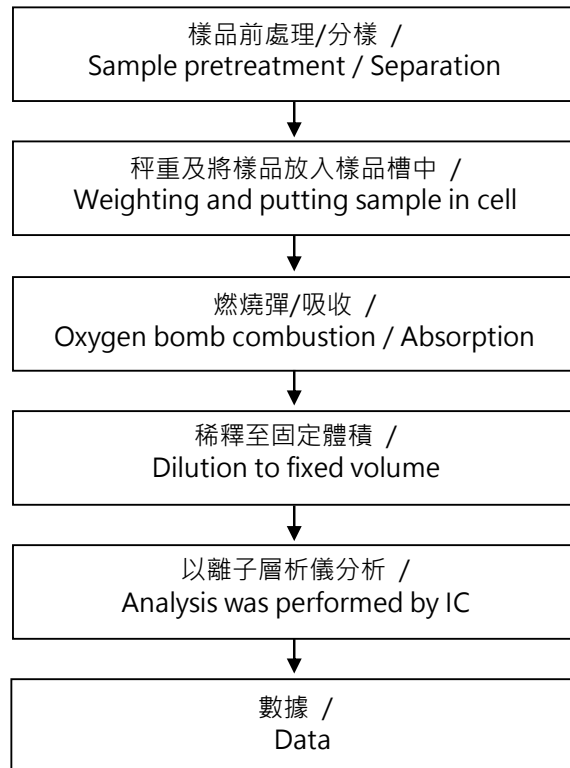 樣品前處理/分樣 /
Sample pretreatment / Separation
秤重及將樣品放入樣品槽中 /
Weighting and putting sample in cell
燃燒彈/吸收 /
Oxygen bomb combustion / Absorption
稀釋至固定體積 /
Dilution to fixed volume
以離子層析儀分析 /
Analysis was performed by IC
數據 /
Data